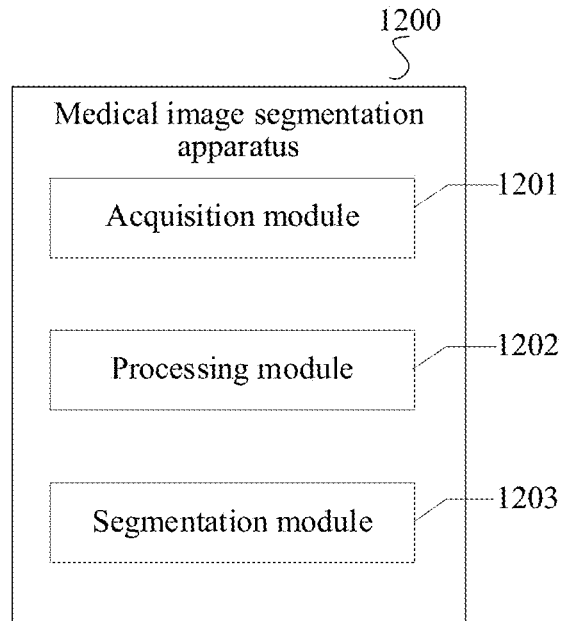 1200
Medical image segmentation
apparatus
Acquisition module
1201
Processing module
1202
Segmentation module
1203